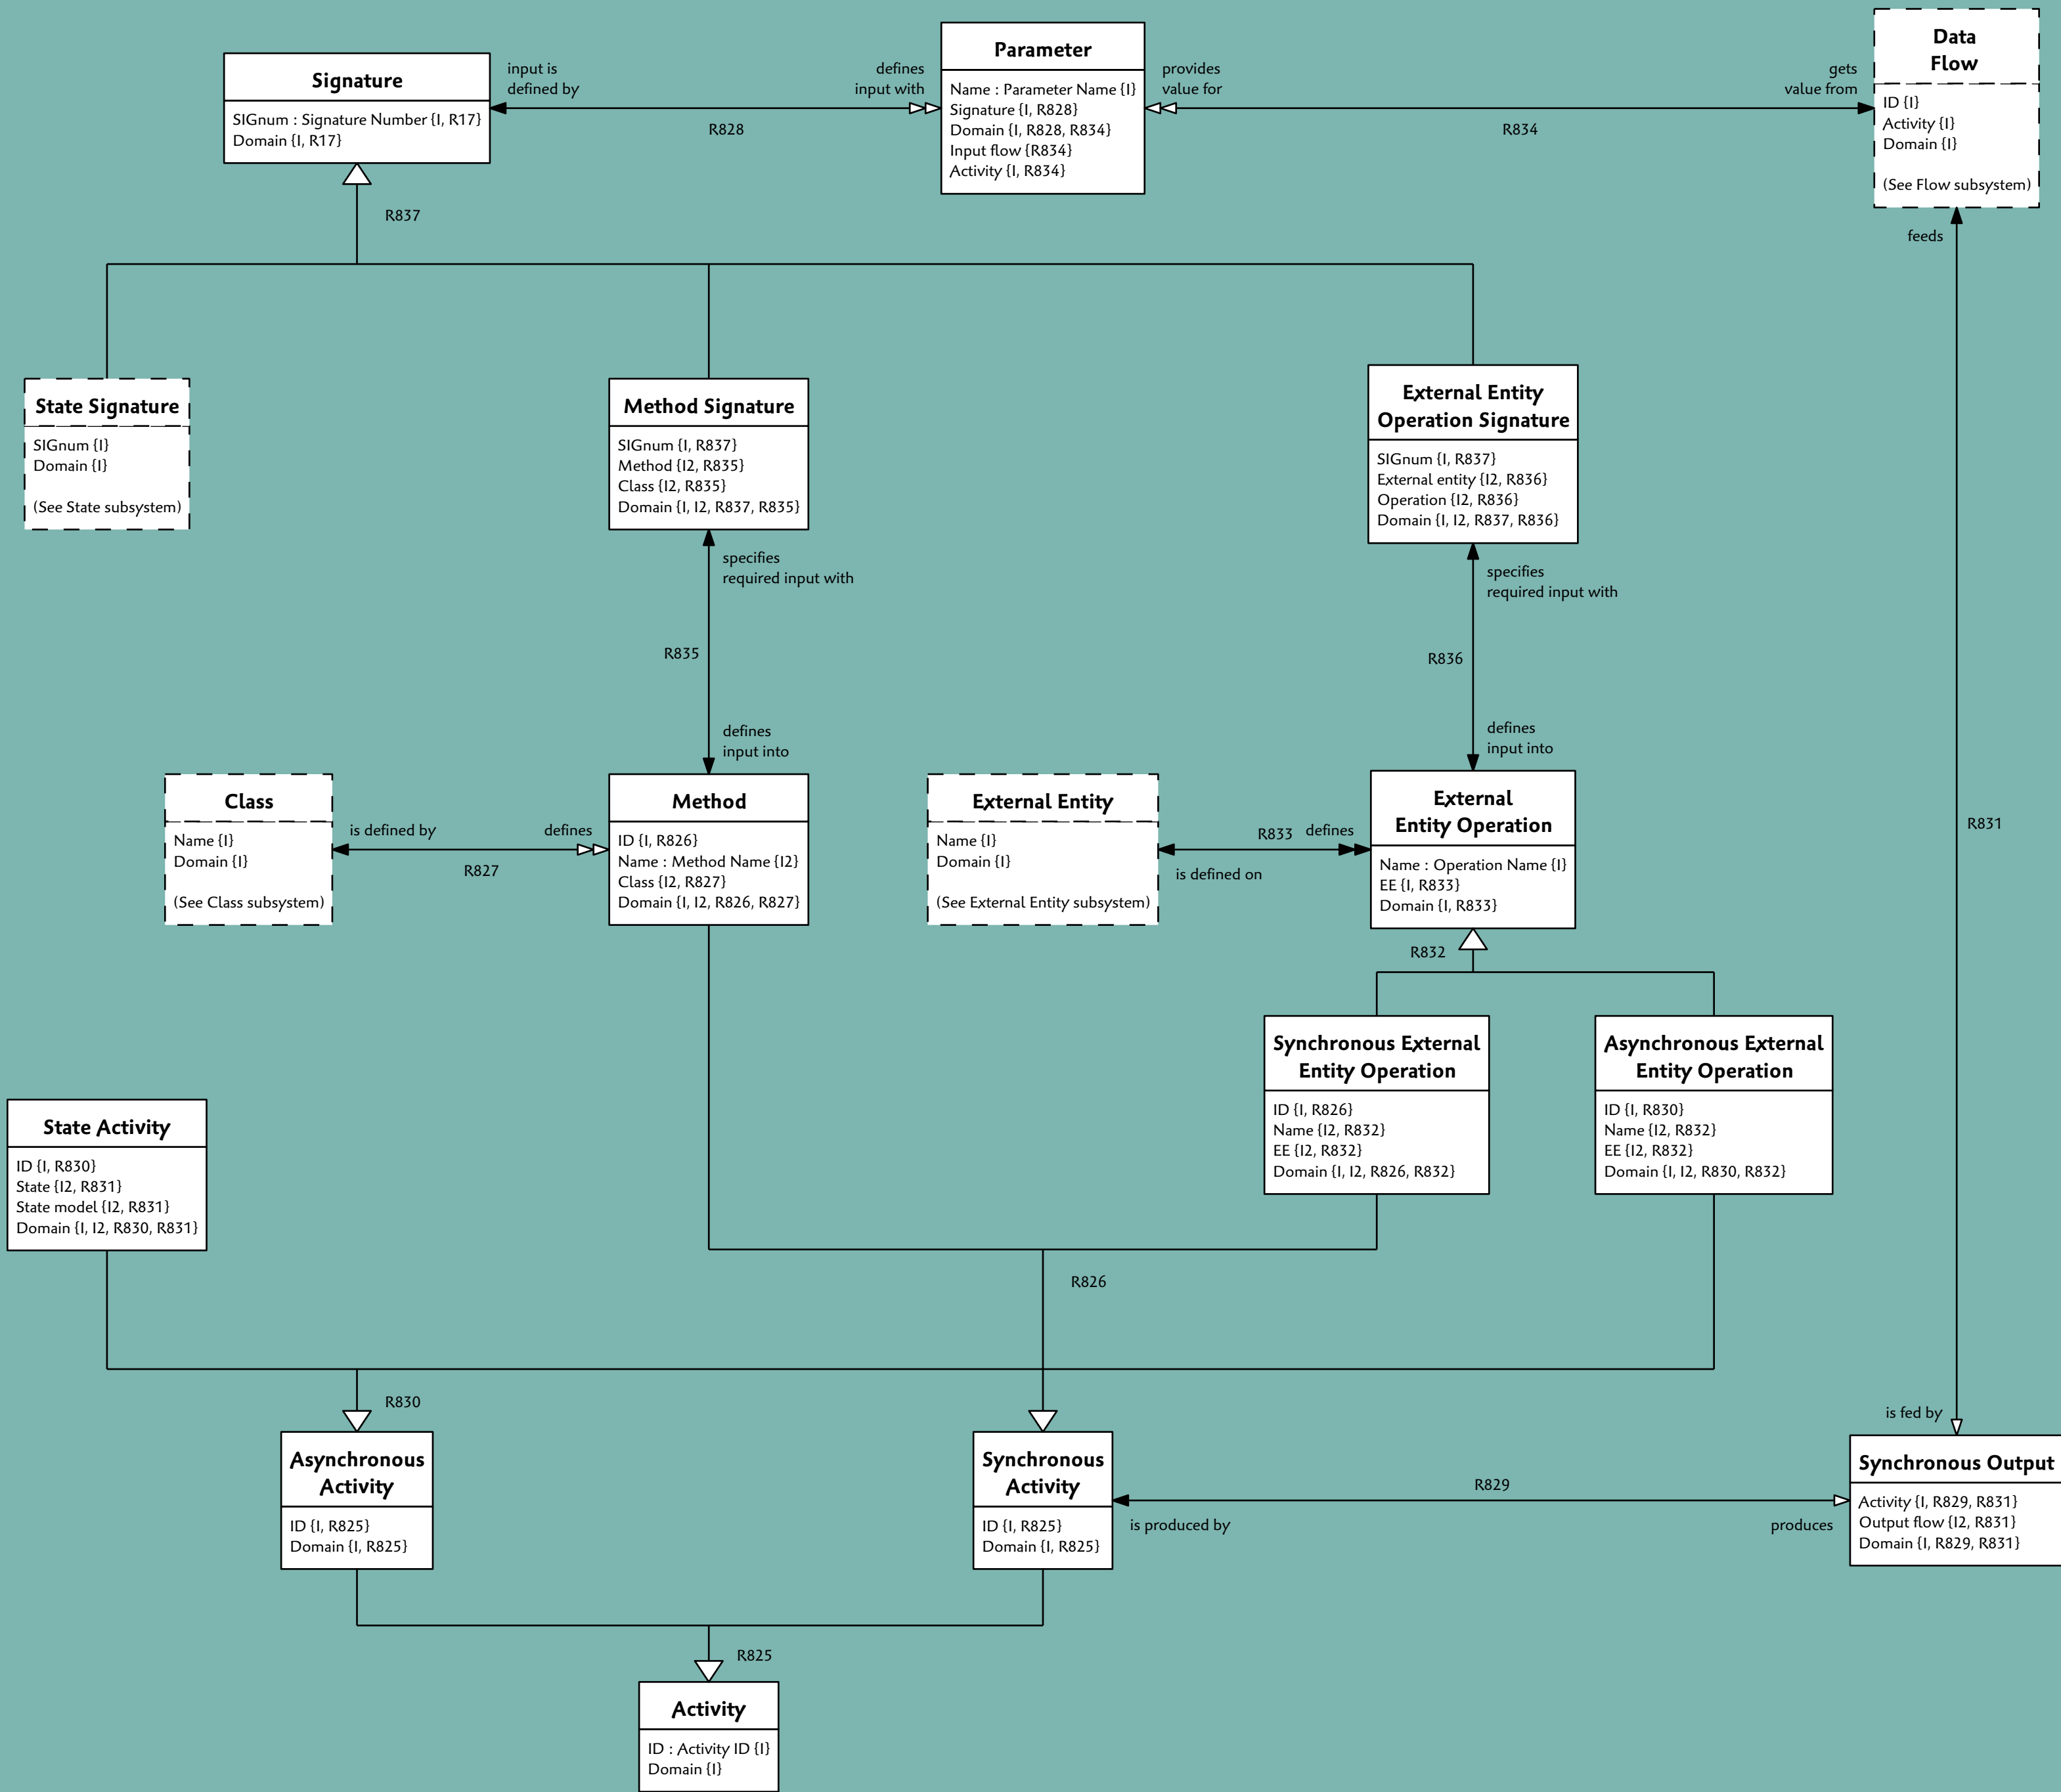 Signature
SIGnum : Signature Number {I, R17}
Domain {I, R17}
input is
defined by
R828
defines
input with
Parameter
Name : Parameter Name {I}
Signature {I, R828}
Domain {I, R828, R834}
Input flow {R834}
Activity {I, R834}
provides
value for
R834
gets
value from
Data
Flow
ID {I}
Activity {I}
Domain {I}
(See Flow subsystem)
feeds
R837
State Signature
SIGnum {I}
Domain {I}
(See State subsystem)
Method Signature
SIGnum {I, R837}
Method {I2, R835}
Class {I2, R835}
Domain {I, I2, R837, R835}
External Entity
Operation Signature
SIGnum {I, R837}
External entity {I2, R836}
Operation {I2, R836}
Domain {I, I2, R837, R836}
specifies
required input with
R835
defines
input into
specifies
required input with
R836
defines
input into
Class
Name {I}
Domain {I}
(See Class subsystem)
is defined by
R827
defines
Method
ID {I, R826}
Name : Method Name {I2}
Class {I2, R827}
Domain {I, I2, R826, R827}
External Entity
Name {I}
Domain {I}
(See External Entity subsystem)
R833
defines
is defined on
External
Entity Operation
Name : Operation Name {I}
EE {I, R833}
Domain {I, R833}
R831
R832
Synchronous External
Entity Operation
ID {I, R826}
Name {I2, R832}
EE {I2, R832}
Domain {I, I2, R826, R832}
Asynchronous External
Entity Operation
ID {I, R830}
Name {I2, R832}
EE {I2, R832}
Domain {I, I2, R830, R832}
State Activity
ID {I, R830}
State {I2, R831}
State model {I2, R831}
Domain {I, I2, R830, R831}
R826
R830
Asynchronous
Activity
ID {I, R825}
Domain {I, R825}
Synchronous
Activity
ID {I, R825}
Domain {I, R825}
is produced by
R829
produces
is fed by
Synchronous Output
Activity {I, R829, R831}
Output flow {I2, R831}
Domain {I, R829, R831}
R825
Activity
ID : Activity ID {I}
Domain {I}